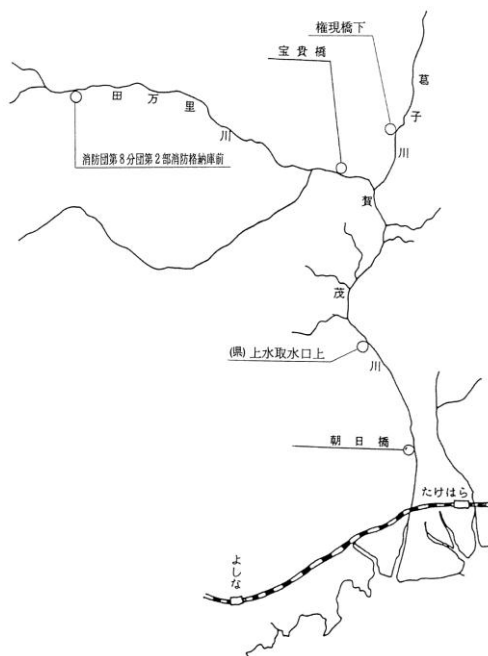 権現橋下
宝貴橋
葛子川
田万里川
消防団第8分団第2部消防格納庫前
賀茂川
(県)上水取水口上
朝日橋
たけはら
よしな